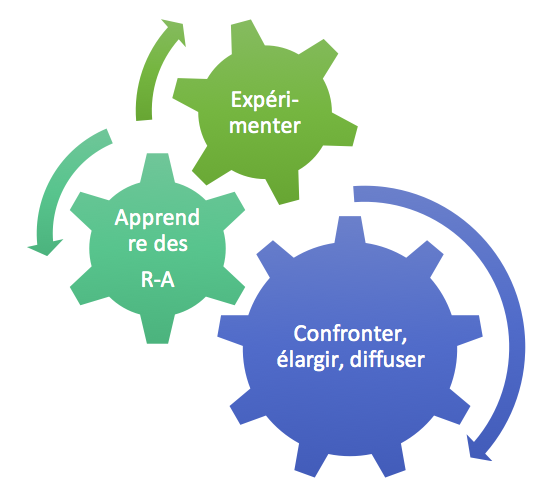 Expéri-
menter
Apprend
re des
R-A
Confronter,
élargir, diffuser